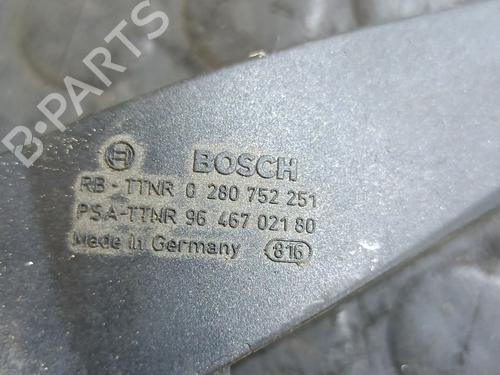 B-PARTS
BOSCH
RB - TTNR 0 280 752 251
PSA-TTNR 96 467 021 80
Made in Germany 816